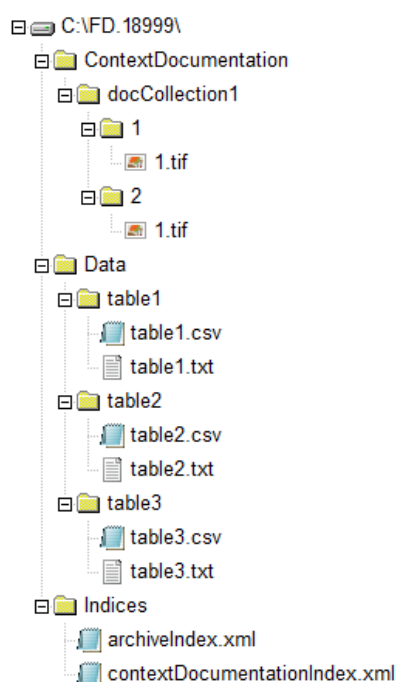 C:\FD.18999\
ContextDocumentation
docCollection1
1
1.tif
2
1.tif
Data
table1
table1.csv
table1.txt
table2
table2.csv
table2.txt
table3
table3.csv
table3.txt
Indices
archiveIndex.xml
contextDocumentationIndex.xml